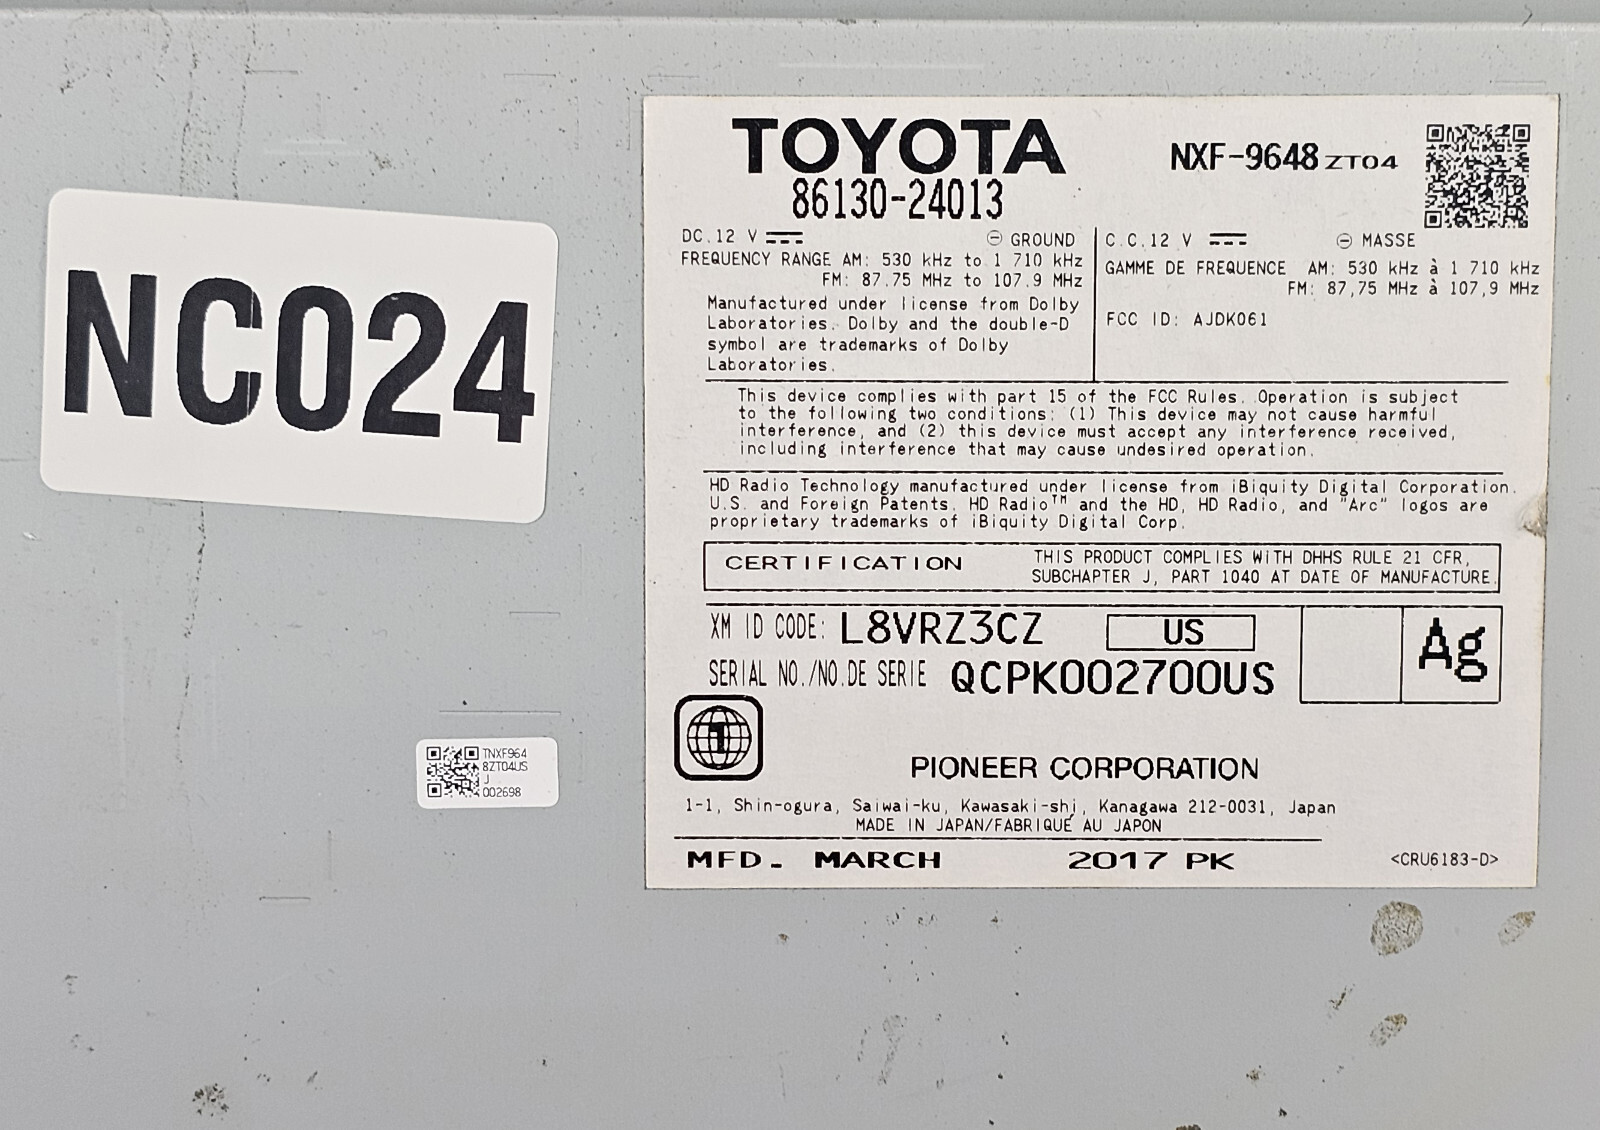 NC024
TOYOTA
86130-24013
NXF-9648 ZT04
DC.12 V ⊖ GROUND
FREQUENCY RANGE AM: 530 kHz to 1 710 kHz
FM: 87.75 MHz to 107.9 MHz
Manufactured under license from Dolby
Laboratories. Dolby and the double-D
symbol are trademarks of Dolby
Laboratories.
C.C.12 V ⊖ MASSE
GAMME DE FREQUENCE AM: 530 kHz à 1 710 kHz
FM: 87,75 MHz à 107,9 MHz
FCC ID: AJDK061
This device complies with part 15 of the FCC Rules. Operation is subject
to the following two conditions: (1) This device may not cause harmful
interference, and (2) this device must accept any interference received,
including interference that may cause undesired operation.
HD Radio Technology manufactured under license from iBiquity Digital Corporation.
U.S. and Foreign Patents. HD Radio™ and the HD, HD Radio, and "Arc" logos are
proprietary trademarks of iBiquity Digital Corp.
CERTIFICATION
THIS PRODUCT COMPLIES WITH DHHS RULE 21 CFR,
SUBCHAPTER J, PART 1040 AT DATE OF MANUFACTURE.
XM ID CODE: L8VRZ3CZ US
SERIAL NO./NO.DE SERIE QCPK002700US
Ag
1
PIONEER CORPORATION
1-1, Shin-ogura, Saiwai-ku, Kawasaki-shi, Kanagawa 212-0031, Japan
MADE IN JAPAN/FABRIQUÉ AU JAPON
MFD. MARCH 2017 PK <CRU6183-D>
TNXF964
8ZT04US
J
002698